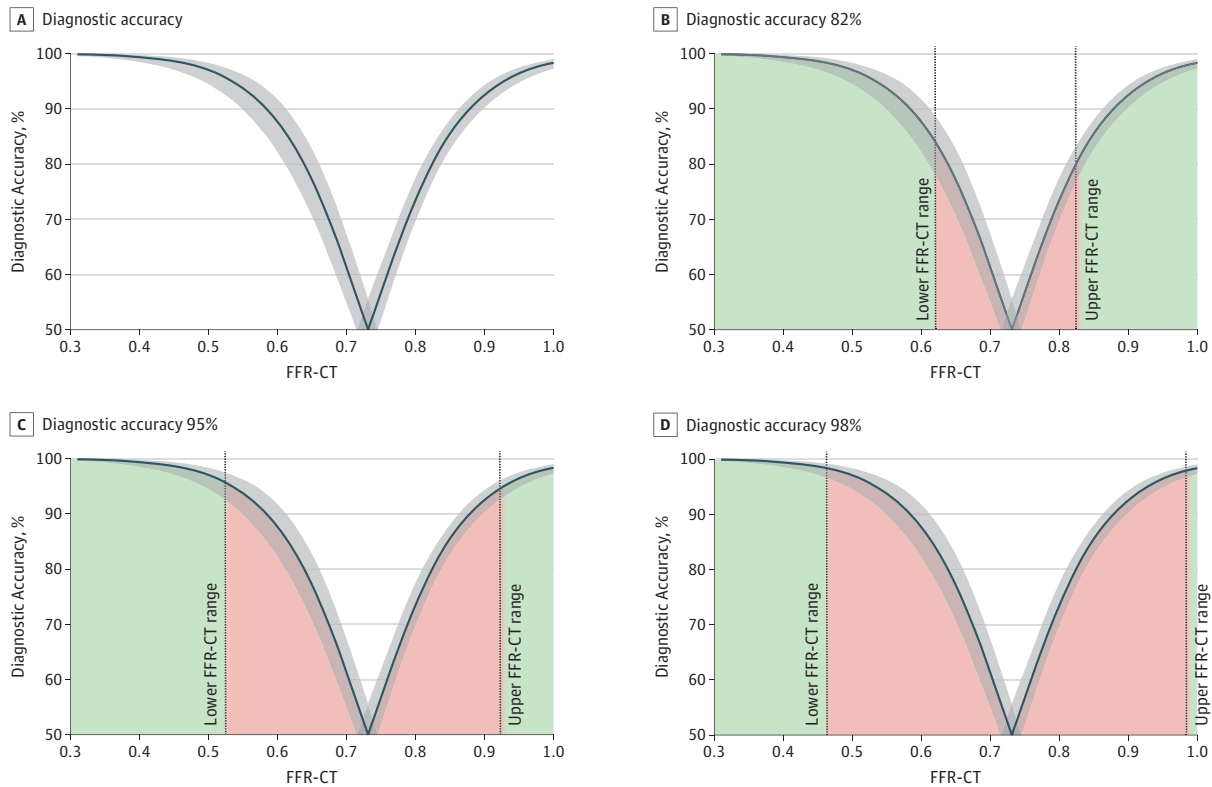 A Diagnostic accuracy
Diagnostic Accuracy, %
100
90
80
70
60
50
0.3 0.4 0.5 0.6 0.7 0.8 0.9 1.0
FFR-CT
B Diagnostic accuracy 82%
Diagnostic Accuracy, %
100
90
80
70
60
50
Lower FFR-CT range
Upper FFR-CT range
0.3 0.4 0.5 0.6 0.7 0.8 0.9 1.0
FFR-CT
C Diagnostic accuracy 95%
Diagnostic Accuracy, %
100
90
80
70
60
50
Lower FFR-CT range
Upper FFR-CT range
0.3 0.4 0.5 0.6 0.7 0.8 0.9 1.0
FFR-CT
D Diagnostic accuracy 98%
Diagnostic Accuracy, %
100
90
80
70
60
50
Lower FFR-CT range
Upper FFR-CT range
0.3 0.4 0.5 0.6 0.7 0.8 0.9 1.0
FFR-CT